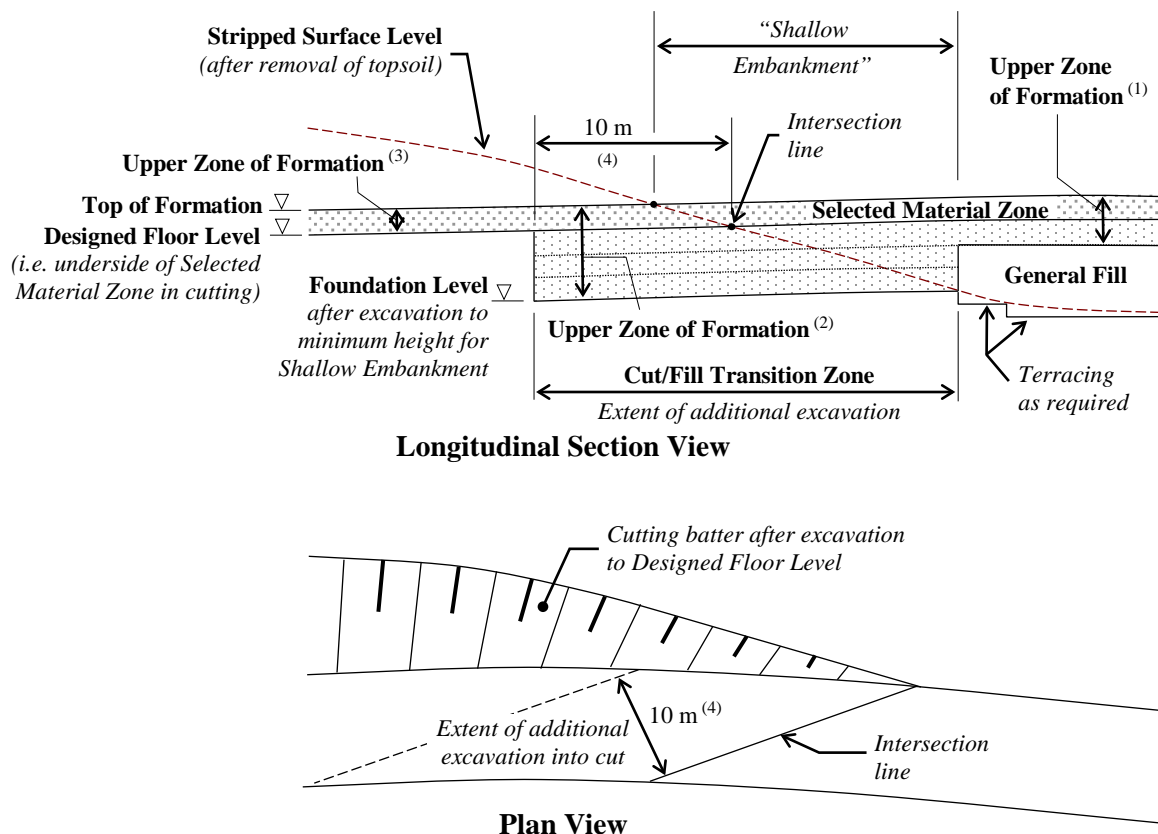 Stripped Surface Level
(after removal of topsoil)
“Shallow
Embankment”
Upper Zone
of Formation (1)
10 m
(4)
Intersection
line
Upper Zone of Formation (3)
Top of Formation
Selected Material Zone
Designed Floor Level
(i.e. underside of Selected
Material Zone in cutting)
General Fill
Foundation Level
after excavation to
minimum height for
Shallow Embankment
Upper Zone of Formation (2)
Cut/Fill Transition Zone
Extent of additional excavation
Terracing
as required
Longitudinal Section View
Cutting batter after excavation
to Designed Floor Level
10 m (4)
Extent of additional
excavation into cut
Intersection
line
Plan View